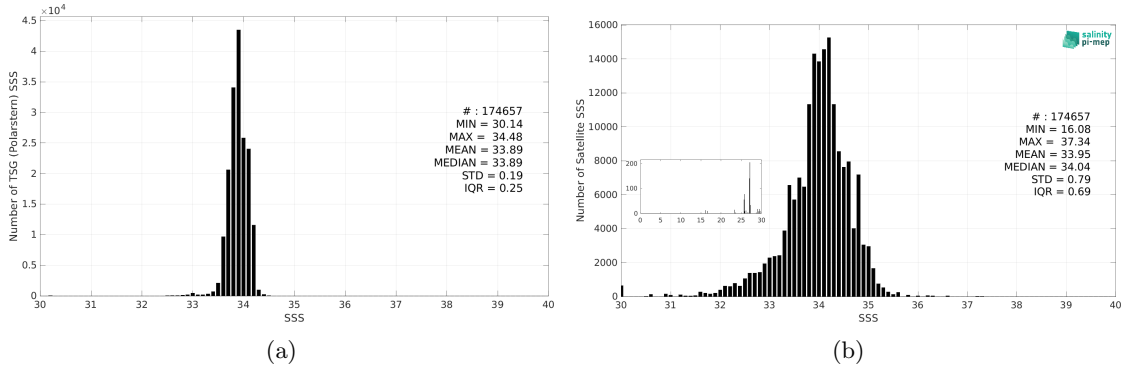 ×10⁴
4.5
4
3.5
3
2.5
2
1.5
1
0.5
0
30 31 32 33 34 35 36 37 38 39 40
SSS
Number of TSG (Polarstern) SSS
# : 174657
MIN = 30.14
MAX = 34.48
MEAN = 33.89
MEDIAN = 33.89
STD = 0.19
IQR = 0.25
(a)
16000
14000
12000
10000
8000
6000
4000
2000
0
30 31 32 33 34 35 36 37 38 39 40
SSS
Number of Satellite SSS
salinity
pi-mep
# : 174657
MIN = 16.08
MAX = 37.34
MEAN = 33.95
MEDIAN = 34.04
STD = 0.79
IQR = 0.69
200
100
0
0 5 10 15 20 25 30
(b)